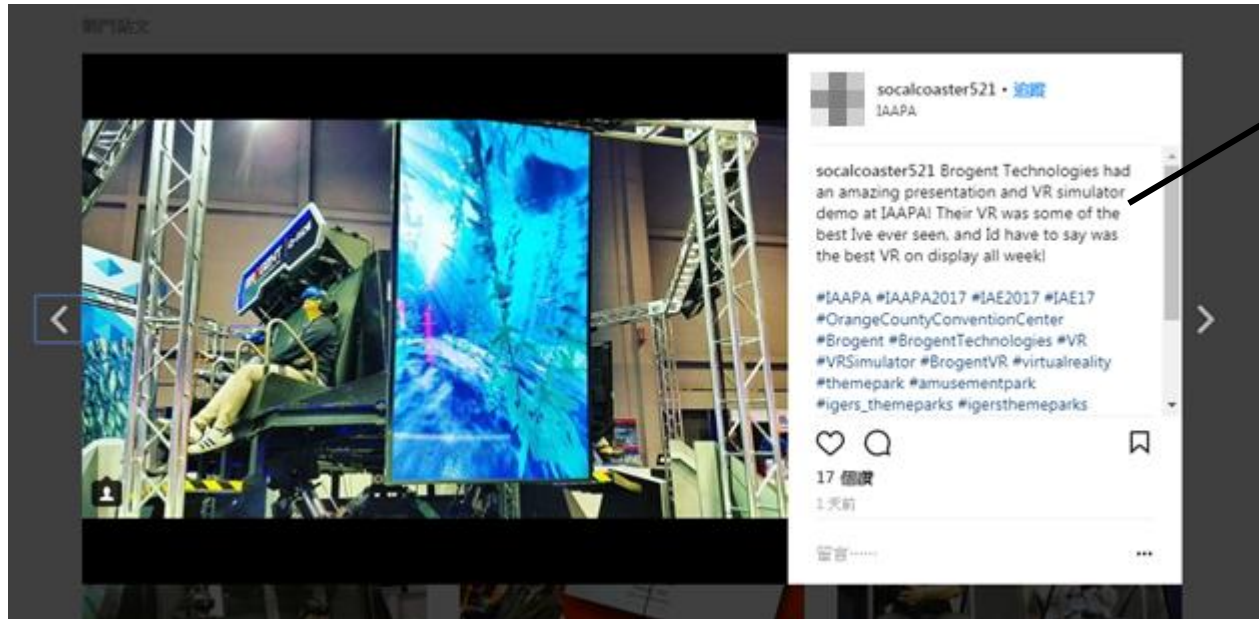 熱門貼文
socalcoaster521 • 追蹤
IAAPA
socalcoaster521 Brogent Technologies had
an amazing presentation and VR simulator
demo at IAAPA! Their VR was some of the
best Ive ever seen, and Id have to say was
the best VR on display all week!
#IAAPA #IAAPA2017 #IAE2017 #IAE17
#OrangeCountyConventionCenter
#Brogent #BrogentTechnologies #VR
#VRSimulator #BrogentVR #virtualreality
#themepark #amusementpark
#igers_themeparks #igersthemeparks
17 個讚
1 天前
留言⋯⋯